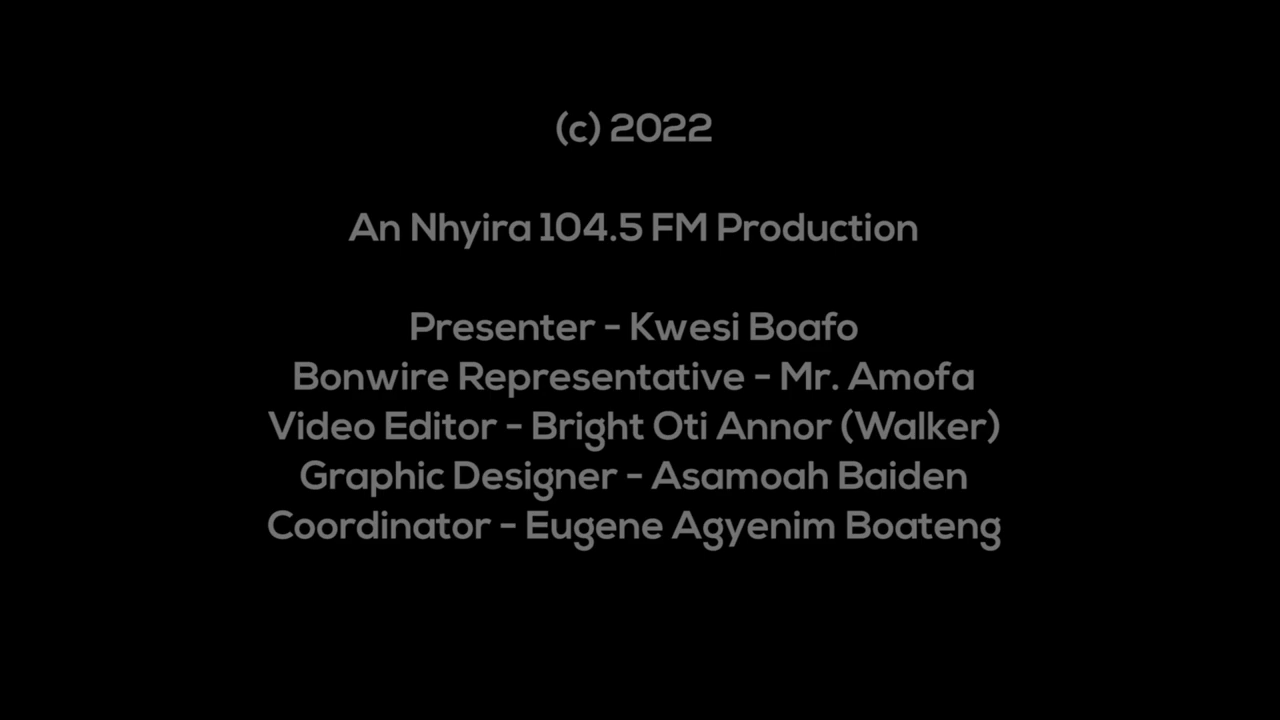 (c) 2022
An Nhyira 104.5 FM Production
Presenter - Kwesi Boafo
Bonwire Representative - Mr. Amofa
Video Editor - Bright Oti Annor (Walker)
Graphic Designer - Asamoah Baiden
Coordinator - Eugene Agyenim Boateng